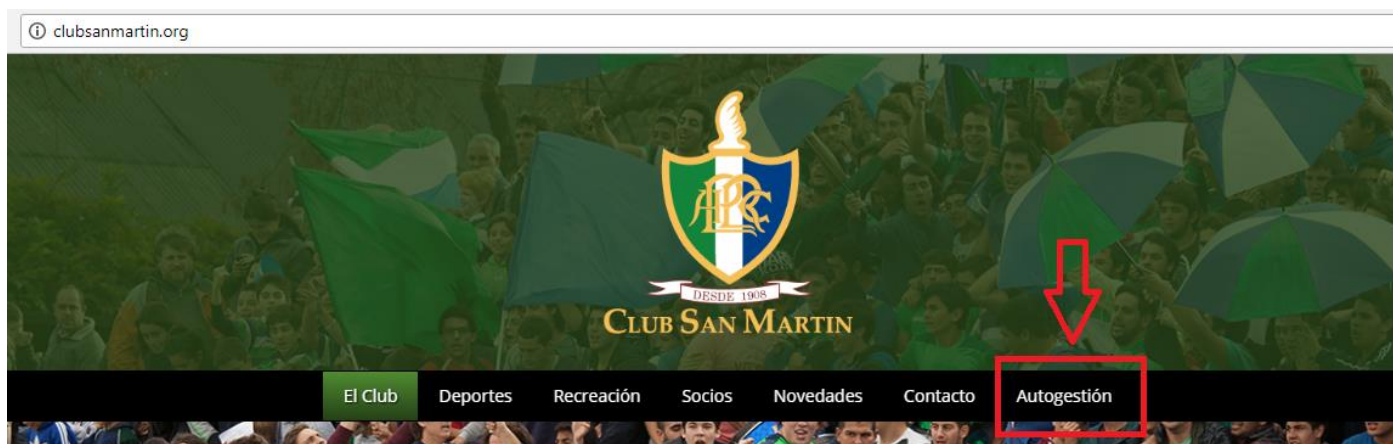 clubsanmartin.org
DESDE 1908
CLUB SAN MARTIN
El Club Deportes Recreación Socios Novedades Contacto Autogestión